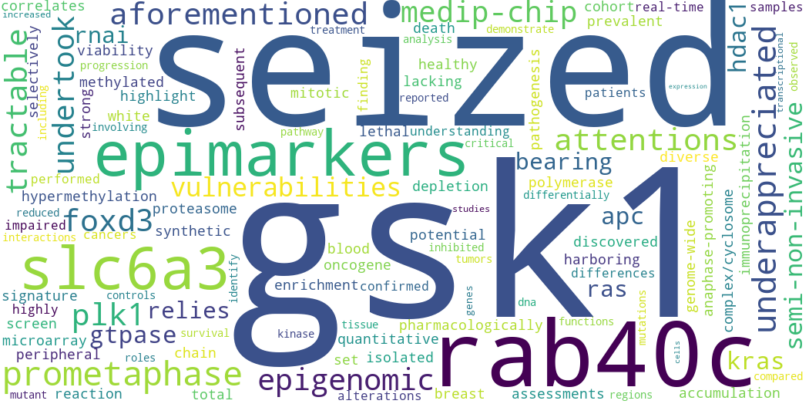 correlates
increased
aforementioned
treatment
medip-chip
cohort
real-time
samples
rnai
death
analysis
demonstrate
prevalent
hdac1
tractable
selectively
including
undertook
viability
progression
methylated
strong
highlight
involving
white
subsequent
seized
mitotic
finding
healthy
lacking
reported
pathogenesis
patients
expression
transcriptional
observed
underappreciated
semi-non-invasive
pathway
lethal
understanding
critical
attentions
epimarkers
bearing
diverse
performed
vulnerabilities
depletion
polymerase
differentially
hypermethylation
reduced
foxd3
proteasome
impaired
interactions
cancers
synthetic
gsk1
studies
potential
inhibited
tumors
apc
discovered
harboring
differences
ras
genome-wide
anaphase-promoting
complex/cyclosome
immunoprecipitation
blood
oncogene
slc6a3
identify
enrichment
confirmed
signature
controls
highly
plk1
relies
genes
dna
mutations
screen
gtpase
survival
kinase
tissue
pharmacologically
functions
quantitative
microarray
peripheral
roles
chain
set
isolated
rab40c
cells
kras
compared
prometaphase
epigenomic
mutant
reaction
total
alterations
breast
assessments
regions
accumulation